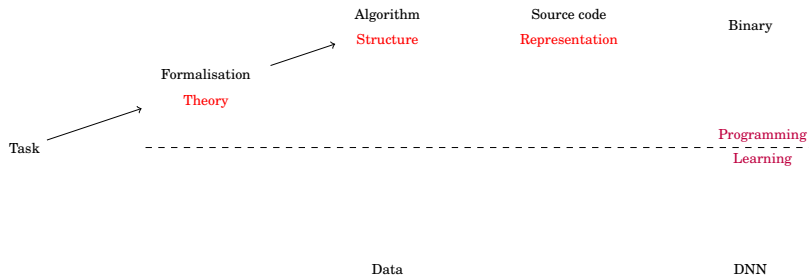 Algorithm
Structure
Source code
Representation
Binary
Formalisation
Theory
Task
Programming
Learning
Data
DNN